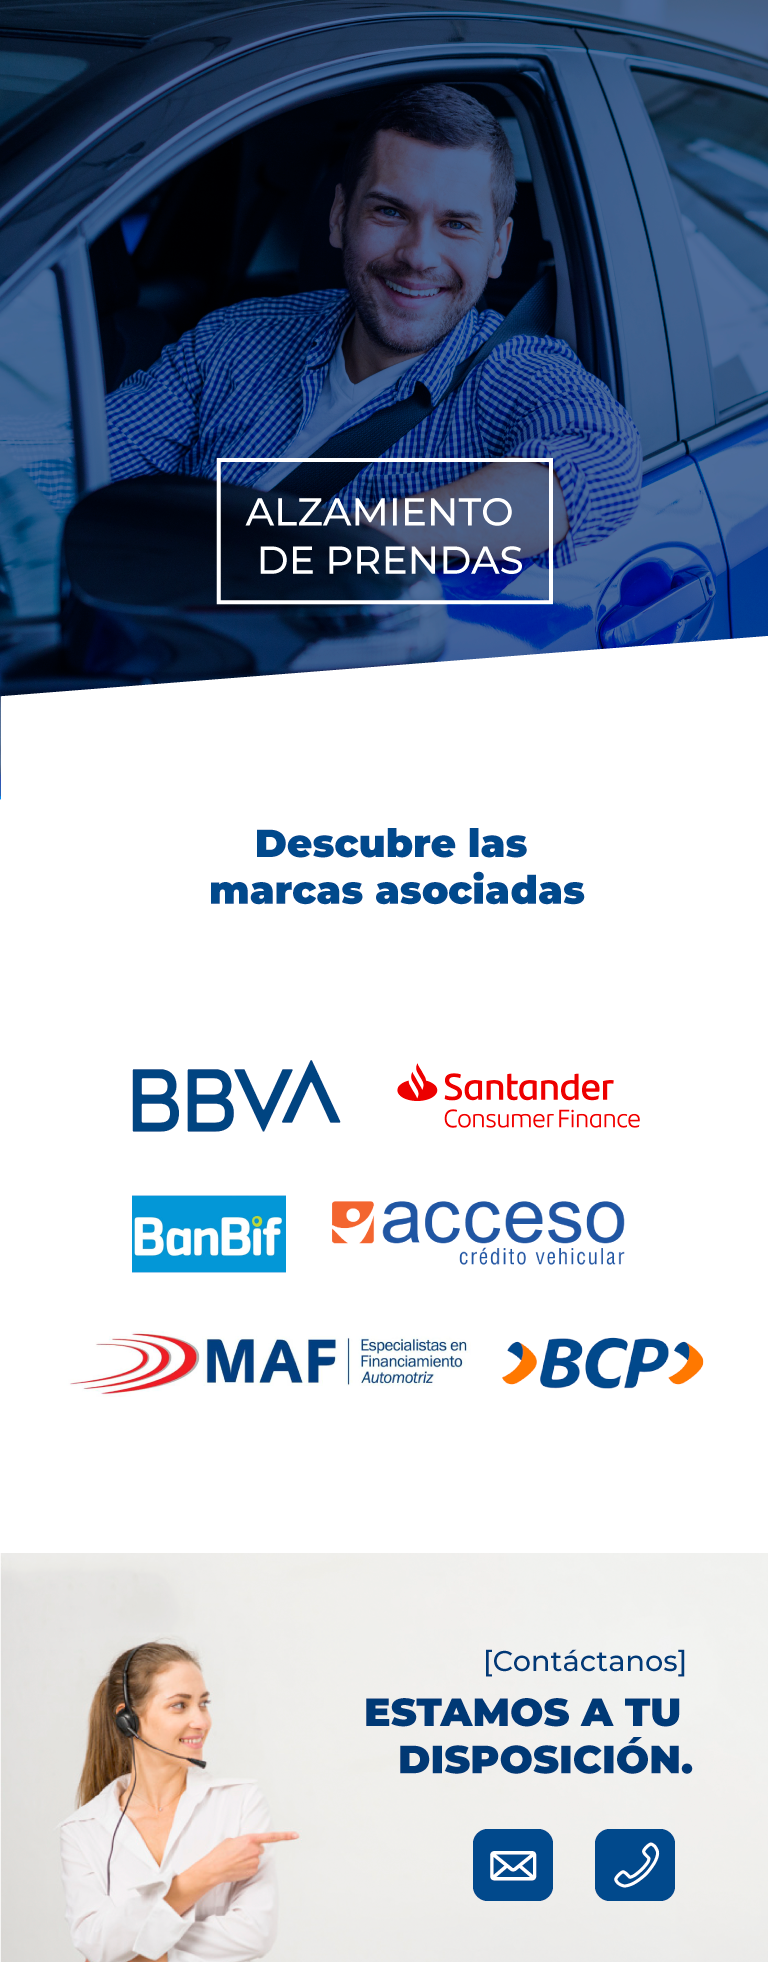 ALZAMIENTO
DE PRENDAS
Descubre las
marcas asociadas
BBVA
Santander
Consumer Finance
BanBif
acceso
crédito vehicular
MAF
Especialistas en
Financiamiento
Automotriz
BCP
[Contáctanos]
ESTAMOS A TU
DISPOSICIÓN.